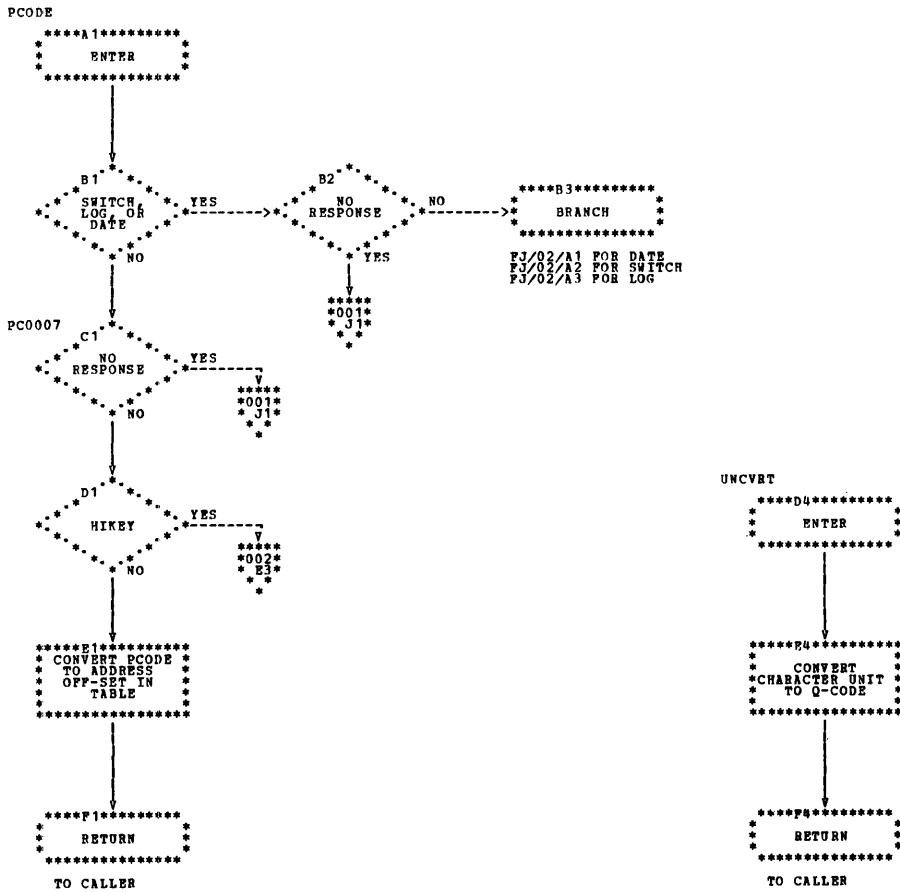 PCODE
A1
ENTER
B1
SWITCH,
LOG, OR
DATE
YES
NO
B2
NO
RESPONSE
NO
YES
B3
BRANCH
FJ/02/A1 FOR DATE
FJ/02/A2 FOR SWITCH
FJ/02/A3 FOR LOG
001
J1
PC0007
C1
NO
RESPONSE
YES
NO
001
J1
D1
HIKEY
YES
NO
002
E3
E1
CONVERT PCODE
TO ADDRESS
OFF-SET IN
TABLE
F1
RETURN
TO CALLER
UNCVRT
D4
ENTER
E4
CONVERT
CHARACTER UNIT
TO Q-CODE
F4
RETURN
TO CALLER